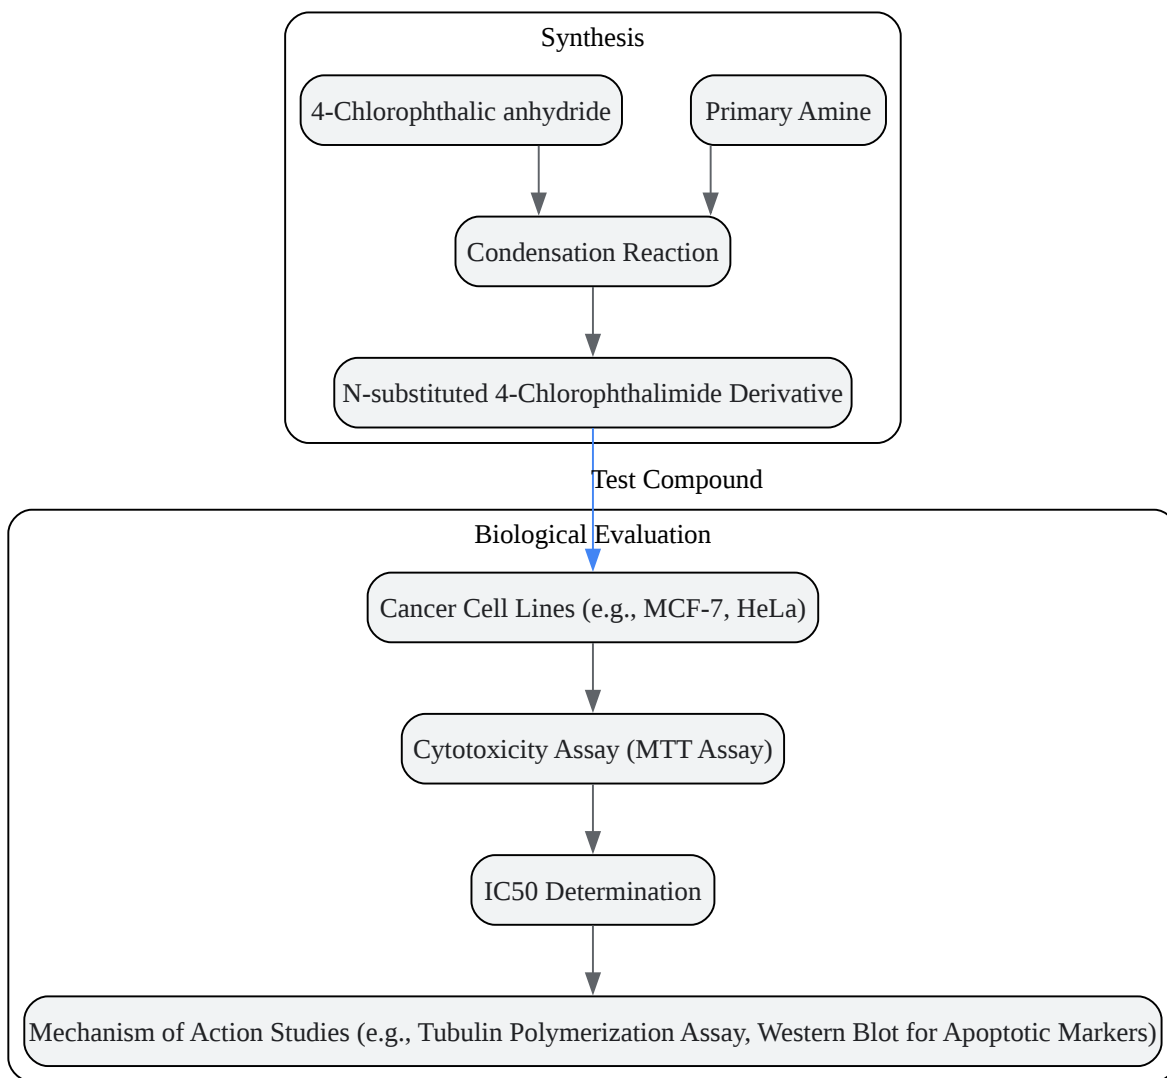 Synthesis
4-Chlorophthalic anhydride
Primary Amine
Condensation Reaction
N-substituted 4-Chlorophthalimide Derivative
Test Compound
Biological Evaluation
Cancer Cell Lines (e.g., MCF-7, HeLa)
Cytotoxicity Assay (MTT Assay)
IC50 Determination
Mechanism of Action Studies (e.g., Tubulin Polymerization Assay, Western Blot for Apoptotic Markers)